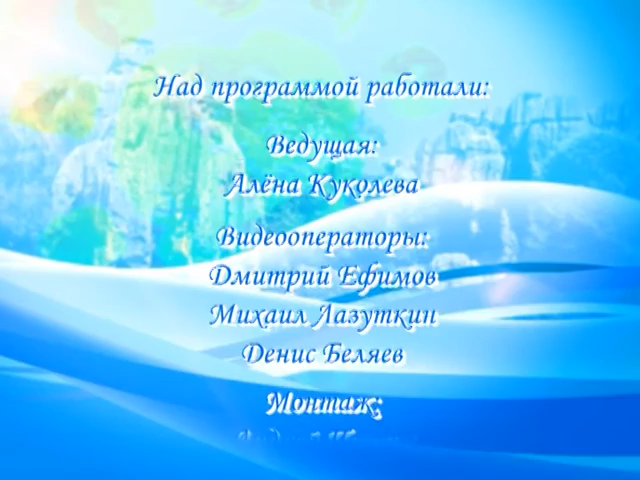 Над программой работали:
Ведущая:
Алёна Куколева
Видеооператоры:
Дмитрий Ефимов
Михаил Лазуткин
Денис Беляев
Монтаж: